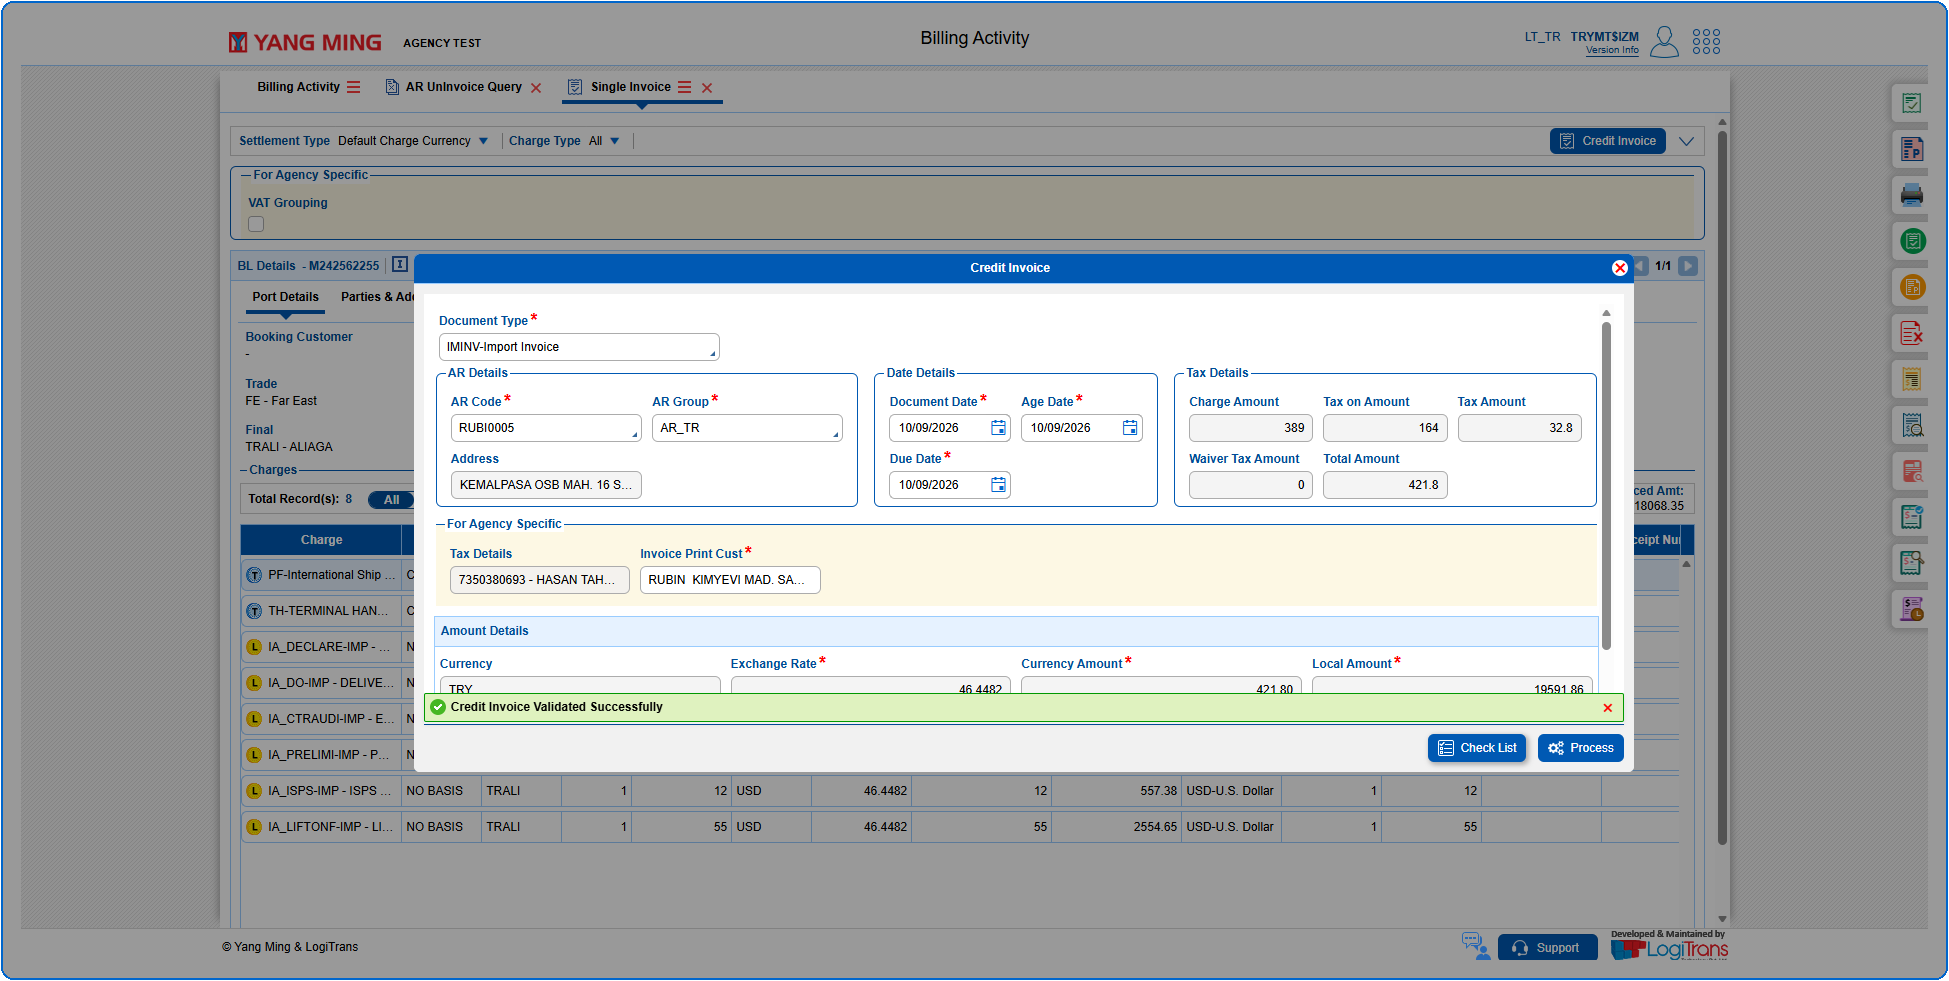 YANG MING AGENCY TEST
Billing Activity
LT_TR TRYMT$IZM
Version Info
Billing Activity AR UnInvoice Query Single Invoice
Settlement Type Default Charge Currency Charge Type All Credit Invoice
For Agency Specific
VAT Grouping
BL Details - M242562255 1/1
Port Details Parties & Ad
Booking Customer
-
Trade
FE - Far East
Final
TRALI - ALIAGA
Charges
Total Record(s): 8 All
ced Amt:
18068.35
Charge ceipt Nu
PF-International Ship ... C
TH-TERMINAL HAN... C
IA_DECLARE-IMP - ... N
IA_DO-IMP - DELIVE... N
IA_CTRAUDI-IMP - E... N
IA_PRELIMI-IMP - P... N
IA_ISPS-IMP - ISPS ... NO BASIS TRALI 1 12 USD 46.4482 12 557.38 USD-U.S. Dollar 1 12
IA_LIFTONF-IMP - LI... NO BASIS TRALI 1 55 USD 46.4482 55 2554.65 USD-U.S. Dollar 1 55
Credit Invoice
Document Type*
IMINV-Import Invoice
AR Details
AR Code* AR Group*
RUBI0005 AR_TR
Address
KEMALPASA OSB MAH. 16 S...
Date Details
Document Date* Age Date*
10/09/2026 10/09/2026
Due Date*
10/09/2026
Tax Details
Charge Amount Tax on Amount Tax Amount
389 164 32.8
Waiver Tax Amount Total Amount
0 421.8
For Agency Specific
Tax Details Invoice Print Cust*
7350380693 - HASAN TAH... RUBIN KIMYEVI MAD. SA...
Amount Details
Currency Exchange Rate* Currency Amount* Local Amount*
TRY 46.4482 421.80 19591.86
Credit Invoice Validated Successfully
Check List Process
© Yang Ming & LogiTrans
Support
Developed & Maintained by
LogiTrans